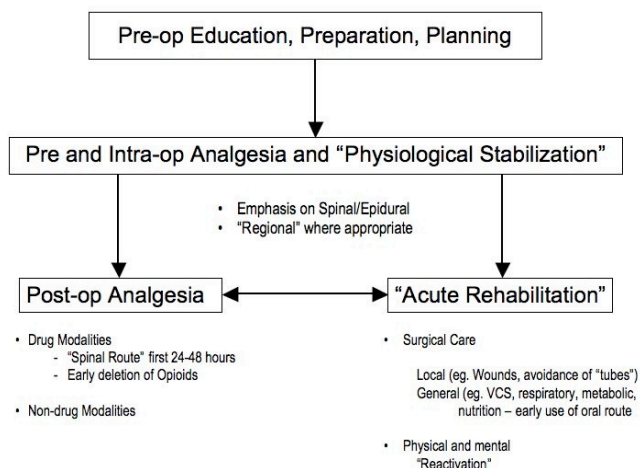 Pre-op Education, Preparation, Planning
Pre and Intra-op Analgesia and “Physiological Stabilization”
• Emphasis on Spinal/Epidural
• “Regional” where appropriate
Post-op Analgesia
“Acute Rehabilitation”
• Drug Modalities
- “Spinal Route” first 24-48 hours
- Early deletion of Opioids
• Non-drug Modalities
• Surgical Care
Local (eg. Wounds, avoidance of “tubes”)
General (eg. VCS, respiratory, metabolic,
nutrition – early use of oral route
• Physical and mental
“Reactivation”